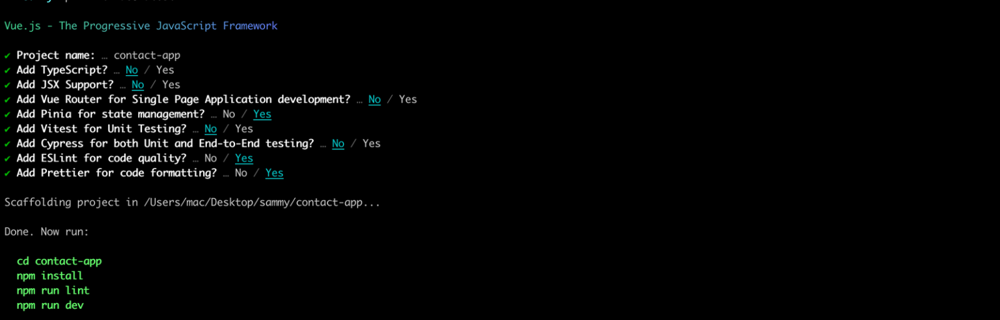 Vue.js - The Progressive JavaScript Framework
✔ Project name: … contact-app
✔ Add TypeScript? … No / Yes
✔ Add JSX Support? … No / Yes
✔ Add Vue Router for Single Page Application development? … No / Yes
✔ Add Pinia for state management? … No / Yes
✔ Add Vitest for Unit Testing? … No / Yes
✔ Add Cypress for both Unit and End-to-End testing? … No / Yes
✔ Add ESLint for code quality? … No / Yes
✔ Add Prettier for code formatting? … No / Yes
Scaffolding project in /Users/mac/Desktop/sammy/contact-app...
Done. Now run:
cd contact-app
npm install
npm run lint
npm run dev